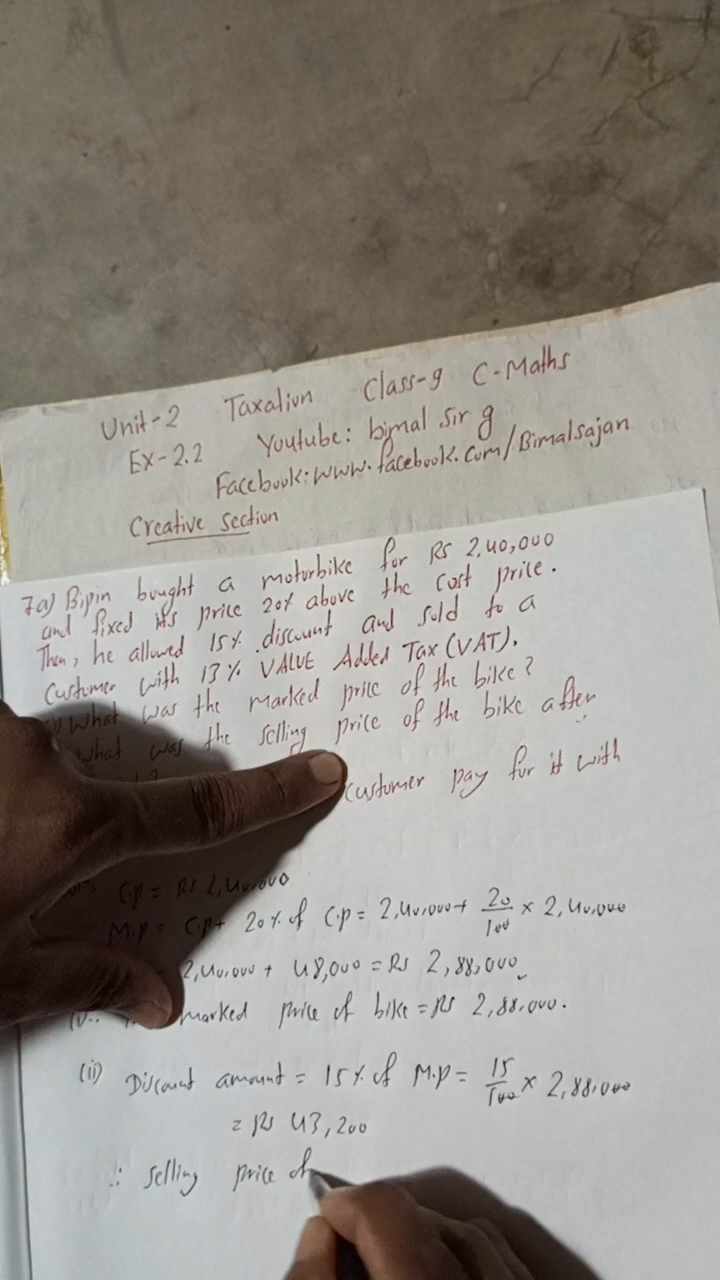 Unit-2 Taxation Class-9 C-Maths
Ex-2.2 Youtube: bimal sir g
Facebook: www.facebook.com/Bimalsajan
Creative section
7a) Bipin bought a motorbike for Rs 2,40,000
and fixed its price 20% above the cost price.
Then, he allowed 15% discount and sold to a
customer with 13% VALUE Added Tax (VAT).
What was the marked price of the bike?
What was the selling price of the bike after
customer pay for it with
C.P = Rs 2,40,000
M.P = C.P + 20% of C.P = 2,40,000 + 20/100 × 2,40,000
2,40,000 + 48,000 = Rs 2,88,000
marked price of bike = Rs 2,88,000.
(ii) Discount amount = 15% of M.P = 15/100 × 2,88,000
= Rs 43,200
∴ selling price of